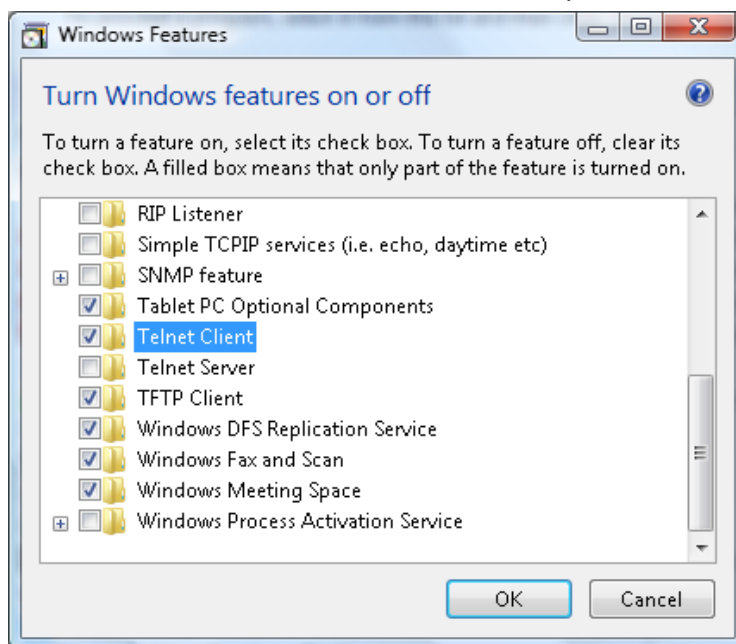 Windows Features
Turn Windows features on or off
To turn a feature on, select its check box. To turn a feature off, clear its
check box. A filled box means that only part of the feature is turned on.
RIP Listener
Simple TCPIP services (i.e. echo, daytime etc)
SNMP feature
Tablet PC Optional Components
Telnet Client
Telnet Server
TFTP Client
Windows DFS Replication Service
Windows Fax and Scan
Windows Meeting Space
Windows Process Activation Service
OK
Cancel